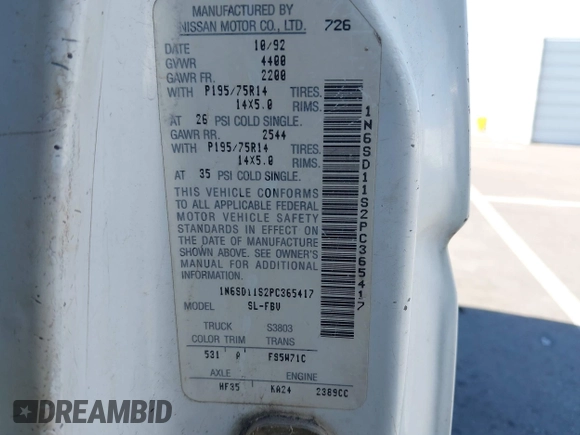 MANUFACTURED BY
NISSAN MOTOR CO., LTD. 726
DATE 10/92
GVWR 4400
GAWR FR. 2200
WITH P195/75R14 TIRES.
14X5.0 RIMS.
AT 26 PSI COLD SINGLE.
GAWR RR. 2544
WITH P195/75R14 TIRES.
14X5.0 RIMS.
AT 35 PSI COLD SINGLE.
THIS VEHICLE CONFORMS
TO ALL APPLICABLE FEDERAL
MOTOR VEHICLE SAFETY
STANDARDS IN EFFECT ON
THE DATE OF MANUFACTURE
SHOWN ABOVE. SEE OWNER'S
MANUAL FOR ADDITIONAL
INFORMATION.
1N6SD11S2PC365417
MODEL SL-FBU
TRUCK S3803
COLOR TRIM TRANS
531 0 FS5W71C
AXLE ENGINE
HF35 KA24 2389CC
1N6SD11S2PC365417
DREAMBID